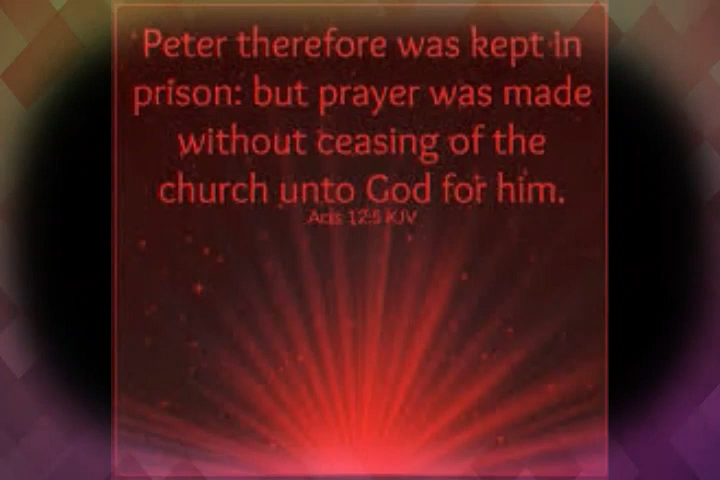 Peter therefore was kept in
prison: but prayer was made
without ceasing of the
church unto God for him.
Acts 12:5 KJV